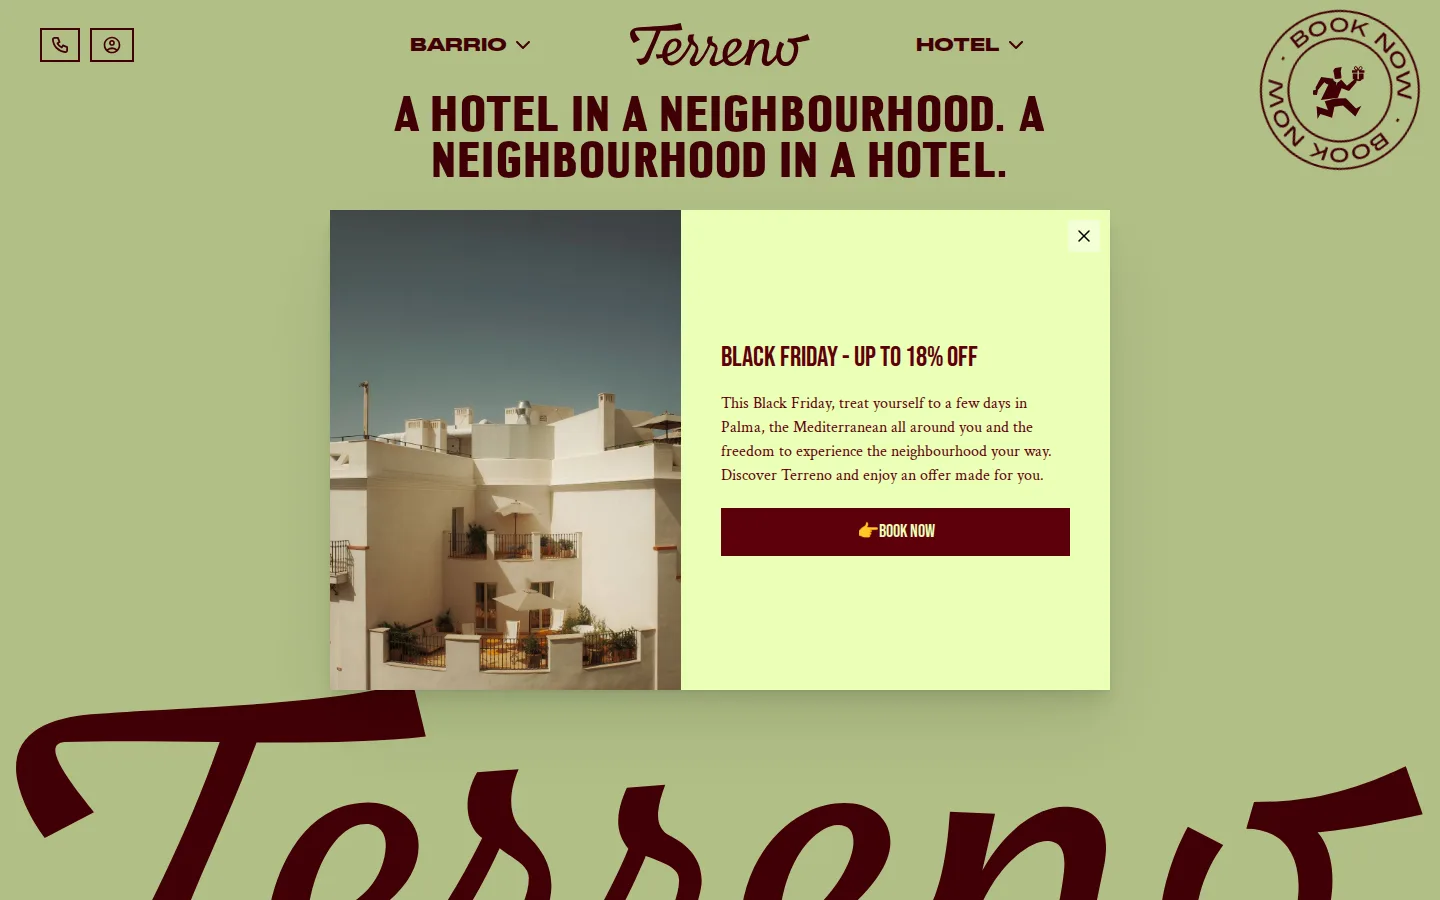 BARRIO
Terreno
HOTEL
· BOOK NOW · BOOK NOW
A HOTEL IN A NEIGHBOURHOOD. A
NEIGHBOURHOOD IN A HOTEL.
BLACK FRIDAY - UP TO 18% OFF
This Black Friday, treat yourself to a few days in
Palma, the Mediterranean all around you and the
freedom to experience the neighbourhood your way.
Discover Terreno and enjoy an offer made for you.
👉BOOK NOW
Terreno